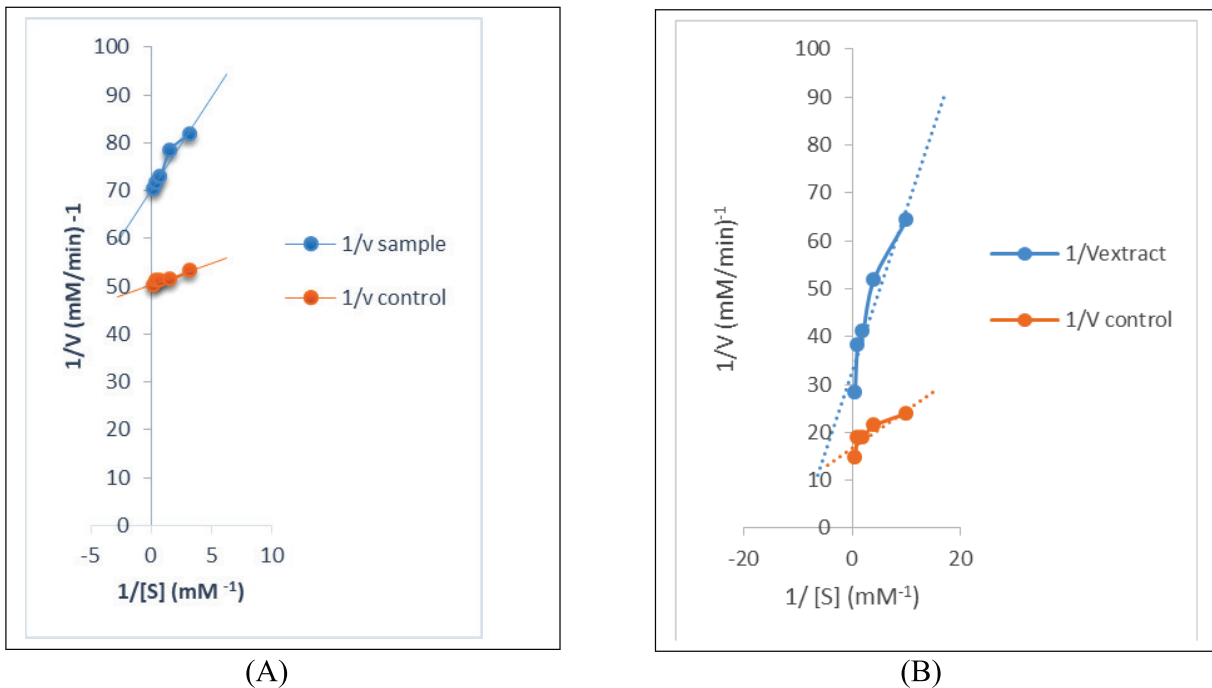 100
90
80
70
60
50
40
30
20
10
0
-5 0 5 10
1/V (mM/min) -1
1/[S] (mM -1)
1/v sample
1/v control
(A)
100
90
80
70
60
50
40
30
20
10
0
-20 0 20
1/V (mM/min)-1
1/ [S] (mM-1)
1/Vextract
1/V control
(B)